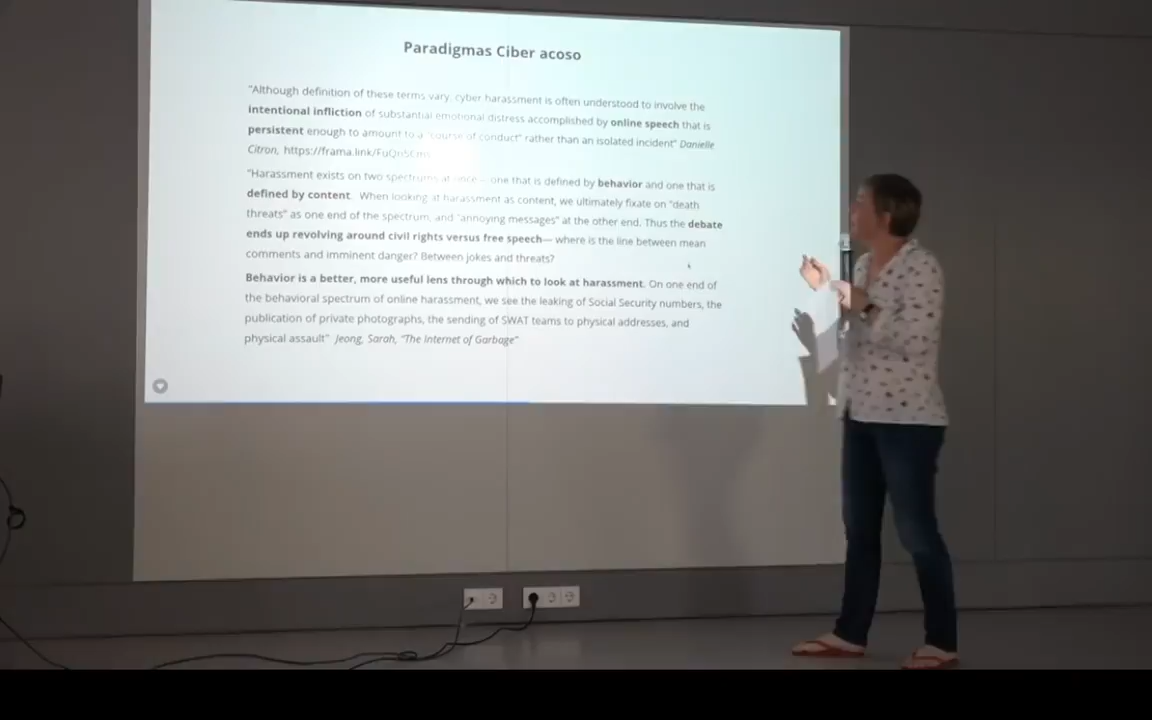 Paradigmas Ciber acoso
"Although definition of these terms vary, cyber harassment is often understood to involve the
intentional infliction of substantial emotional distress accomplished by online speech that is
persistent enough to amount to a "course of conduct" rather than an isolated incident" Danielle
Citron, https://frama.link/
"Harassment exists on two spectrums at once— one that is defined by behavior and one that is
defined by content. When looking at harassment as content, we ultimately fixate on "death
threats" as one end of the spectrum, and "annoying messages" at the other end. Thus the debate
ends up revolving around civil rights versus free speech— where is the line between mean
comments and imminent danger? Between jokes and threats?
Behavior is a better, more useful lens through which to look at harassment. On one end of
the behavioral spectrum of online harassment, we see the leaking of Social Security numbers, the
publication of private photographs, the sending of SWAT teams to physical addresses, and
physical assault" Jeong, Sarah, "The Internet of Garbage"